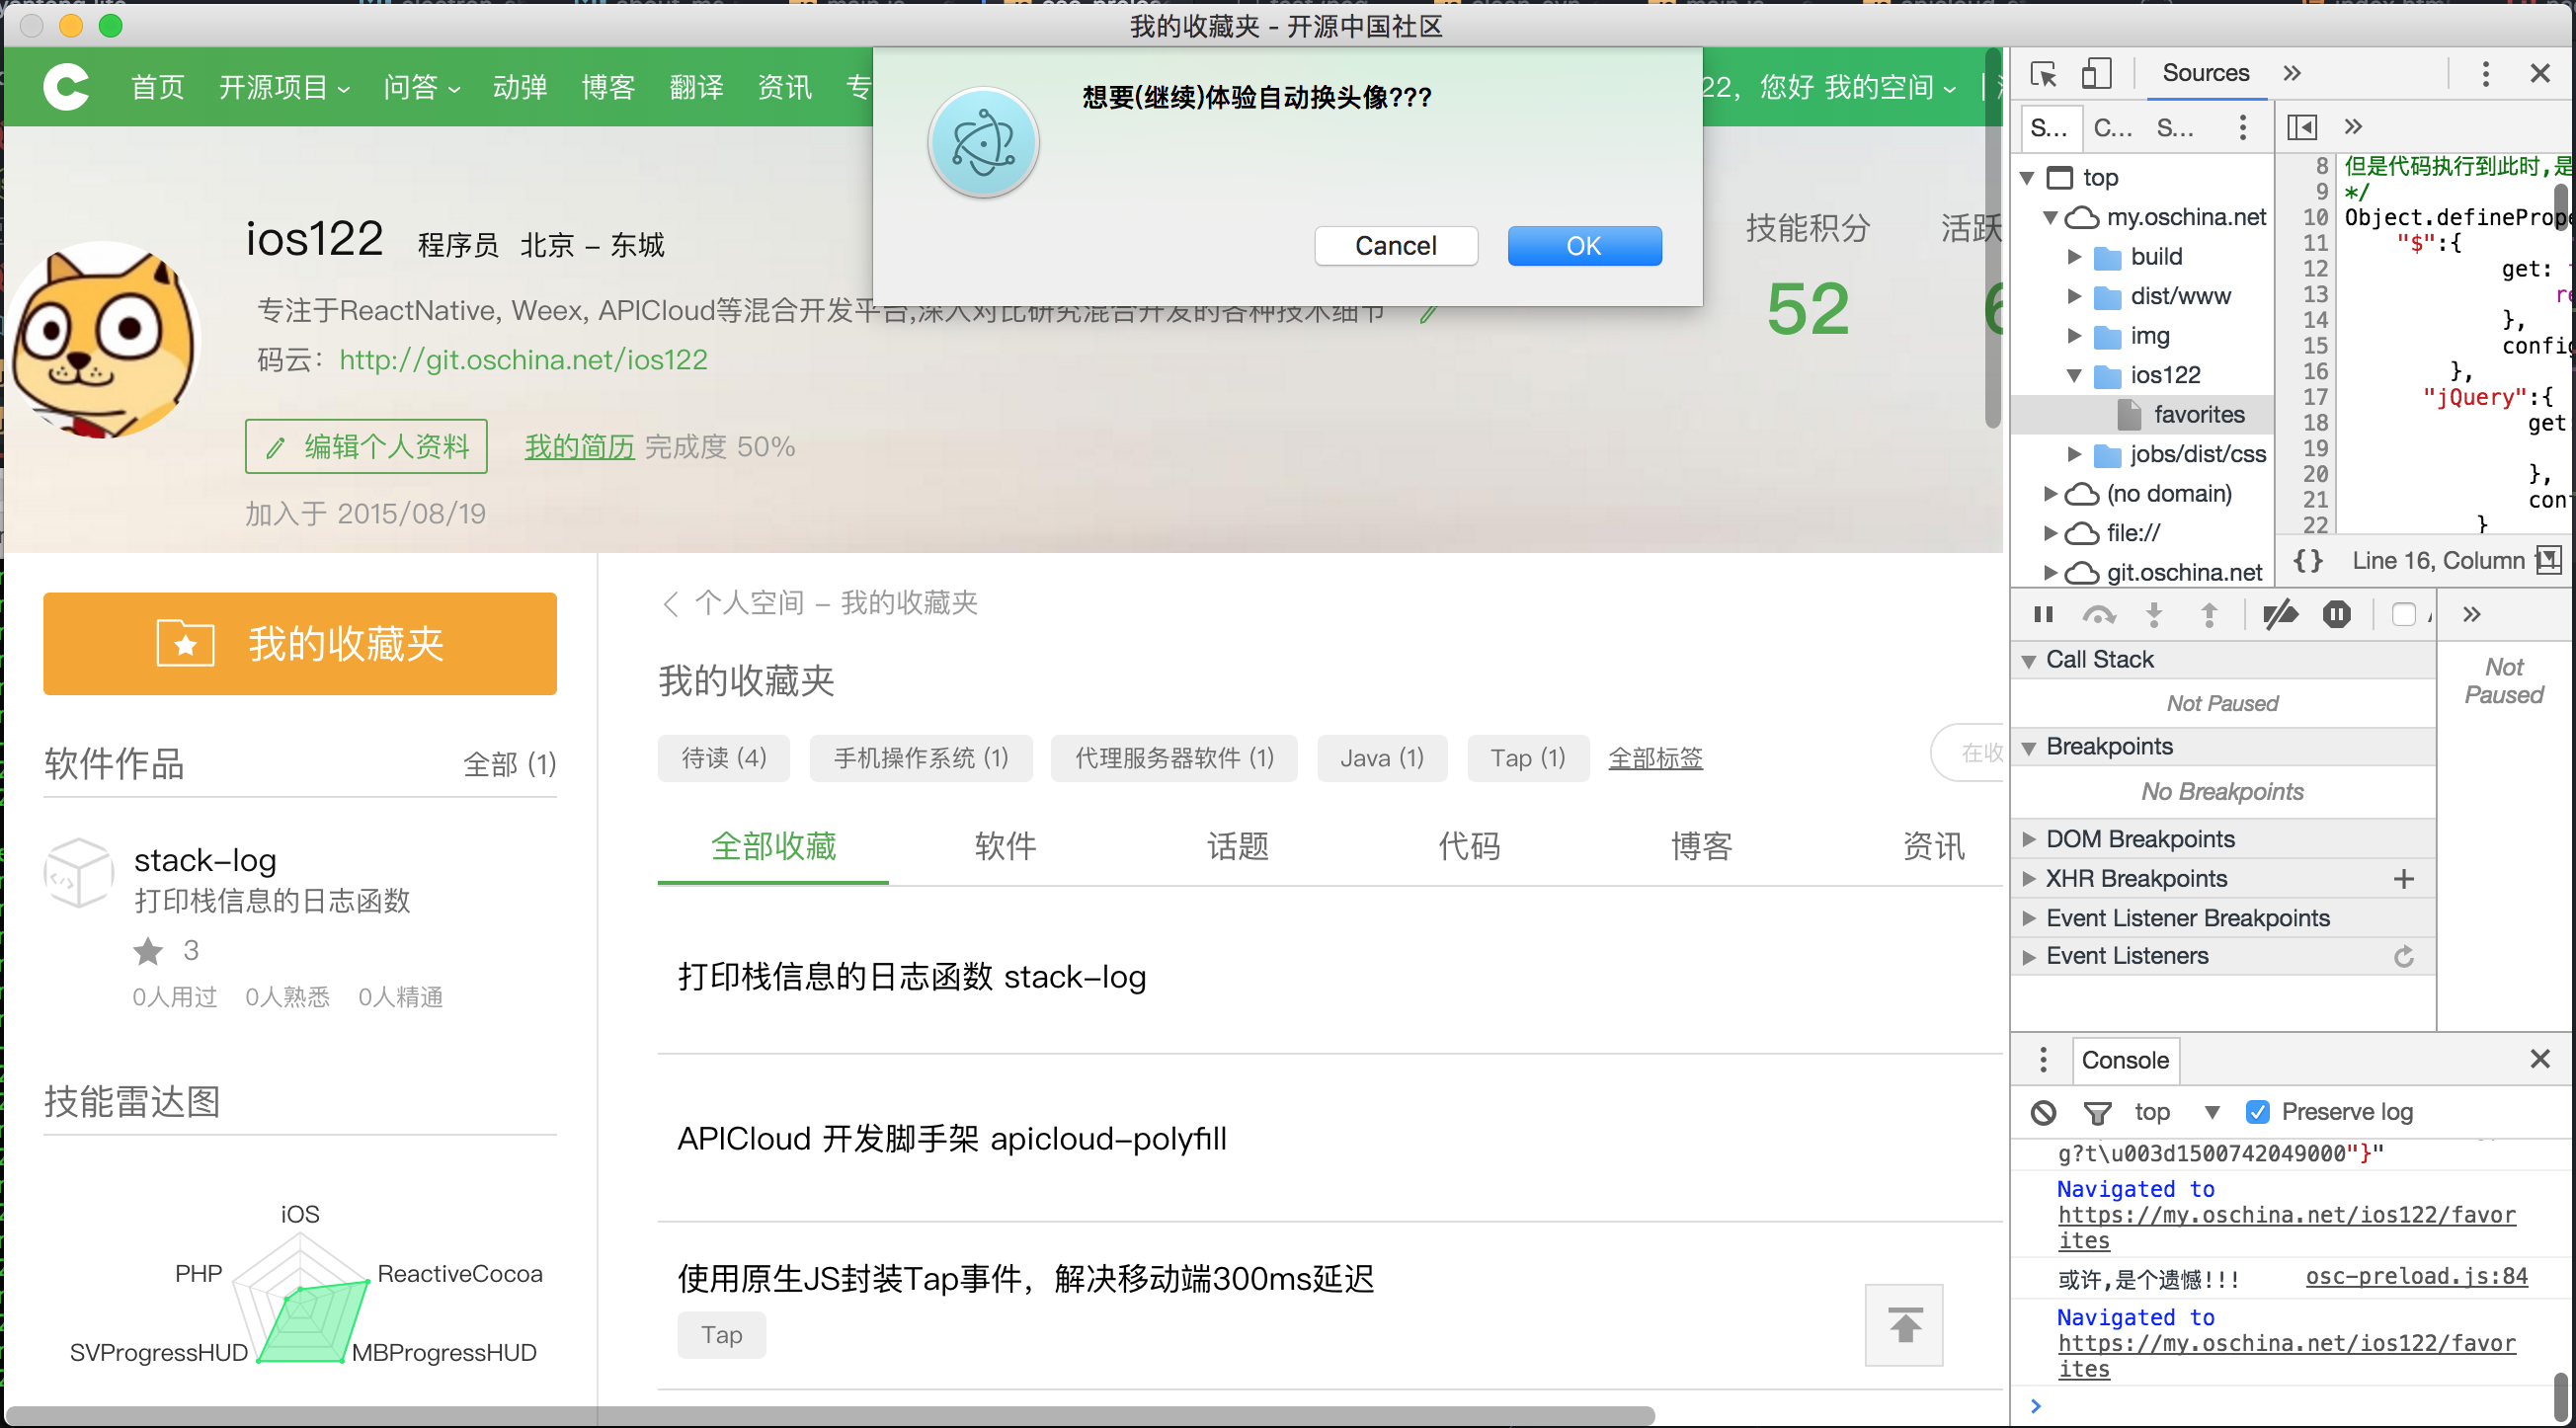 我的收藏夹 - 开源中国社区
首页 开源项目 问答 动弹 博客 翻译 资讯 专
22，您好 我的空间
想要(继续)体验自动换头像???
Cancel OK
ios122 程序员 北京 - 东城
专注于ReactNative, Weex, APICloud等混合开发平台,深入对比研究混合开发的各种技术细节
码云：http://git.oschina.net/ios122
编辑个人资料 我的简历 完成度 50%
加入于 2015/08/19
技能积分 活跃
52 6
我的收藏夹
软件作品 全部 (1)
stack-log
打印栈信息的日志函数
3
0人用过 0人熟悉 0人精通
技能雷达图
iOS
PHP ReactiveCocoa
SVProgressHUD MBProgressHUD
个人空间 - 我的收藏夹
我的收藏夹
待读 (4) 手机操作系统 (1) 代理服务器软件 (1) Java (1) Tap (1) 全部标签 在收
全部收藏 软件 话题 代码 博客 资讯
打印栈信息的日志函数 stack-log
APICloud 开发脚手架 apicloud-polyfill
使用原生JS封装Tap事件，解决移动端300ms延迟
Tap
Sources
S... C... S...
top
my.oschina.net
build
dist/www
img
ios122
favorites
jobs/dist/css
(no domain)
file://
git.oschina.net
8 但是代码执行到此时,是
9 */
10 Object.definePrope
11 "$":{
12 get:
13 re
14 },
15 config
16 },
17 "jQuery":{
18 get
19
20 },
21 con
22 }
{} Line 16, Column 11
Call Stack
Not Paused
Breakpoints
No Breakpoints
DOM Breakpoints
XHR Breakpoints
Event Listener Breakpoints
Event Listeners
Not
Paused
Console
top Preserve log
g?t\u003d1500742049000"}"
Navigated to
https://my.oschina.net/ios122/favor
ites
或许,是个遗憾!!! osc-preload.js:84
Navigated to
https://my.oschina.net/ios122/favor
ites